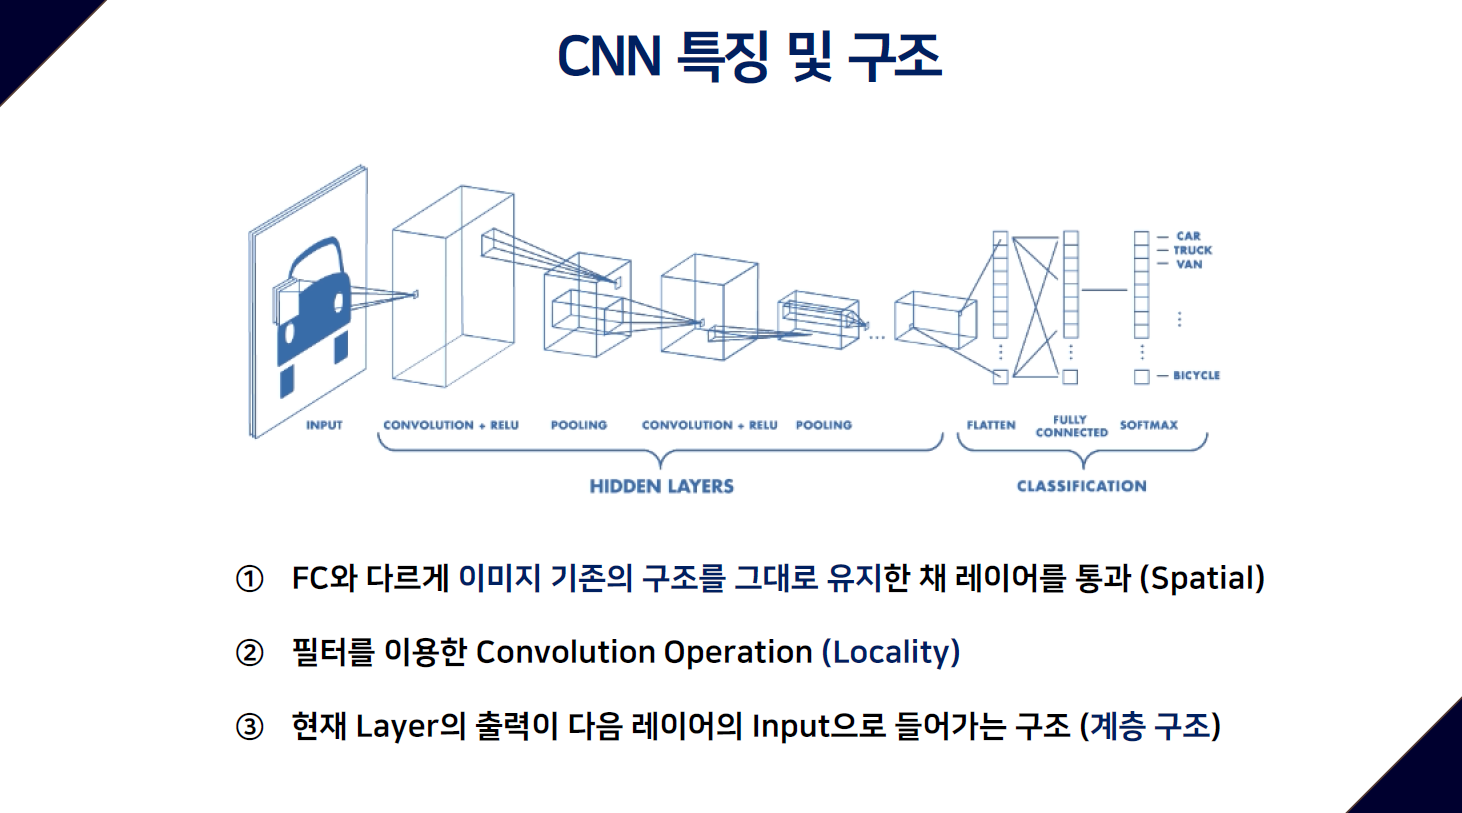 CNN 특징 및 구조
CAR
TRUCK
VAN
BICYCLE
INPUT
CONVOLUTION + RELU
POOLING
CONVOLUTION + RELU
POOLING
FLATTEN
FULLY
CONNECTED
SOFTMAX
HIDDEN LAYERS
CLASSIFICATION
① FC와 다르게 이미지 기존의 구조를 그대로 유지한 채 레이어를 통과 (Spatial)
② 필터를 이용한 Convolution Operation (Locality)
③ 현재 Layer의 출력이 다음 레이어의 Input으로 들어가는 구조 (계층 구조)